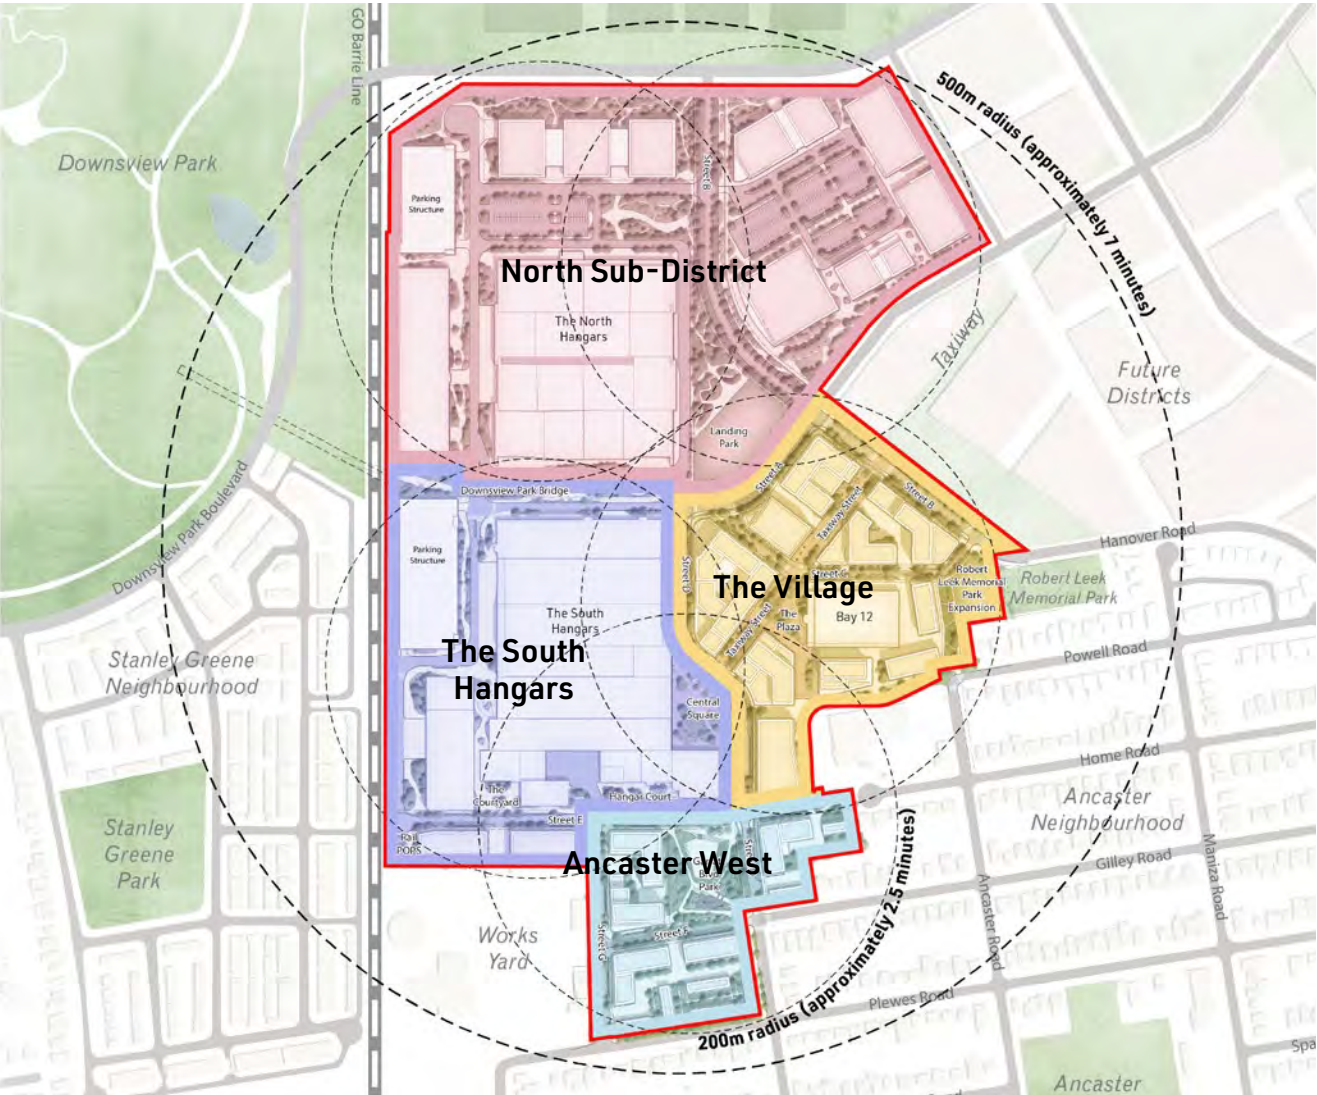 GO Barrie Line
500m radius (approximately 7 minutes)
Downsview Park
Street B
Parking
Structure
North Sub-District
The North
Hangars
Taxiway
Future
Districts
Landing
Park
Street A
Downsview Park Bridge
Taxiway Street
Street B
Downsview Park Boulevard
Parking
Structure
Hanover Road
Street D
Street C
The Village
Robert
Leek Memorial
Park
Expansion
Robert Leek
Memorial Park
The South
Hangars
The
Plaza
Bay 12
Taxiway Street
Powell Road
Stanley Greene
Neighbourhood
The South
Hangars
Central
Square
Home Road
The
Courtyard
Hangar Court
Street E
Ancaster
Neighbourhood
Stanley
Greene
Park
Rail
POPS
Ancaster West
Blvd
Park
Gilley Road
Maniza Road
Ancaster Road
200m radius (approximately 2.5 minutes)
Works
Yard
Street G
Plewes Road
Ancaster
Spa